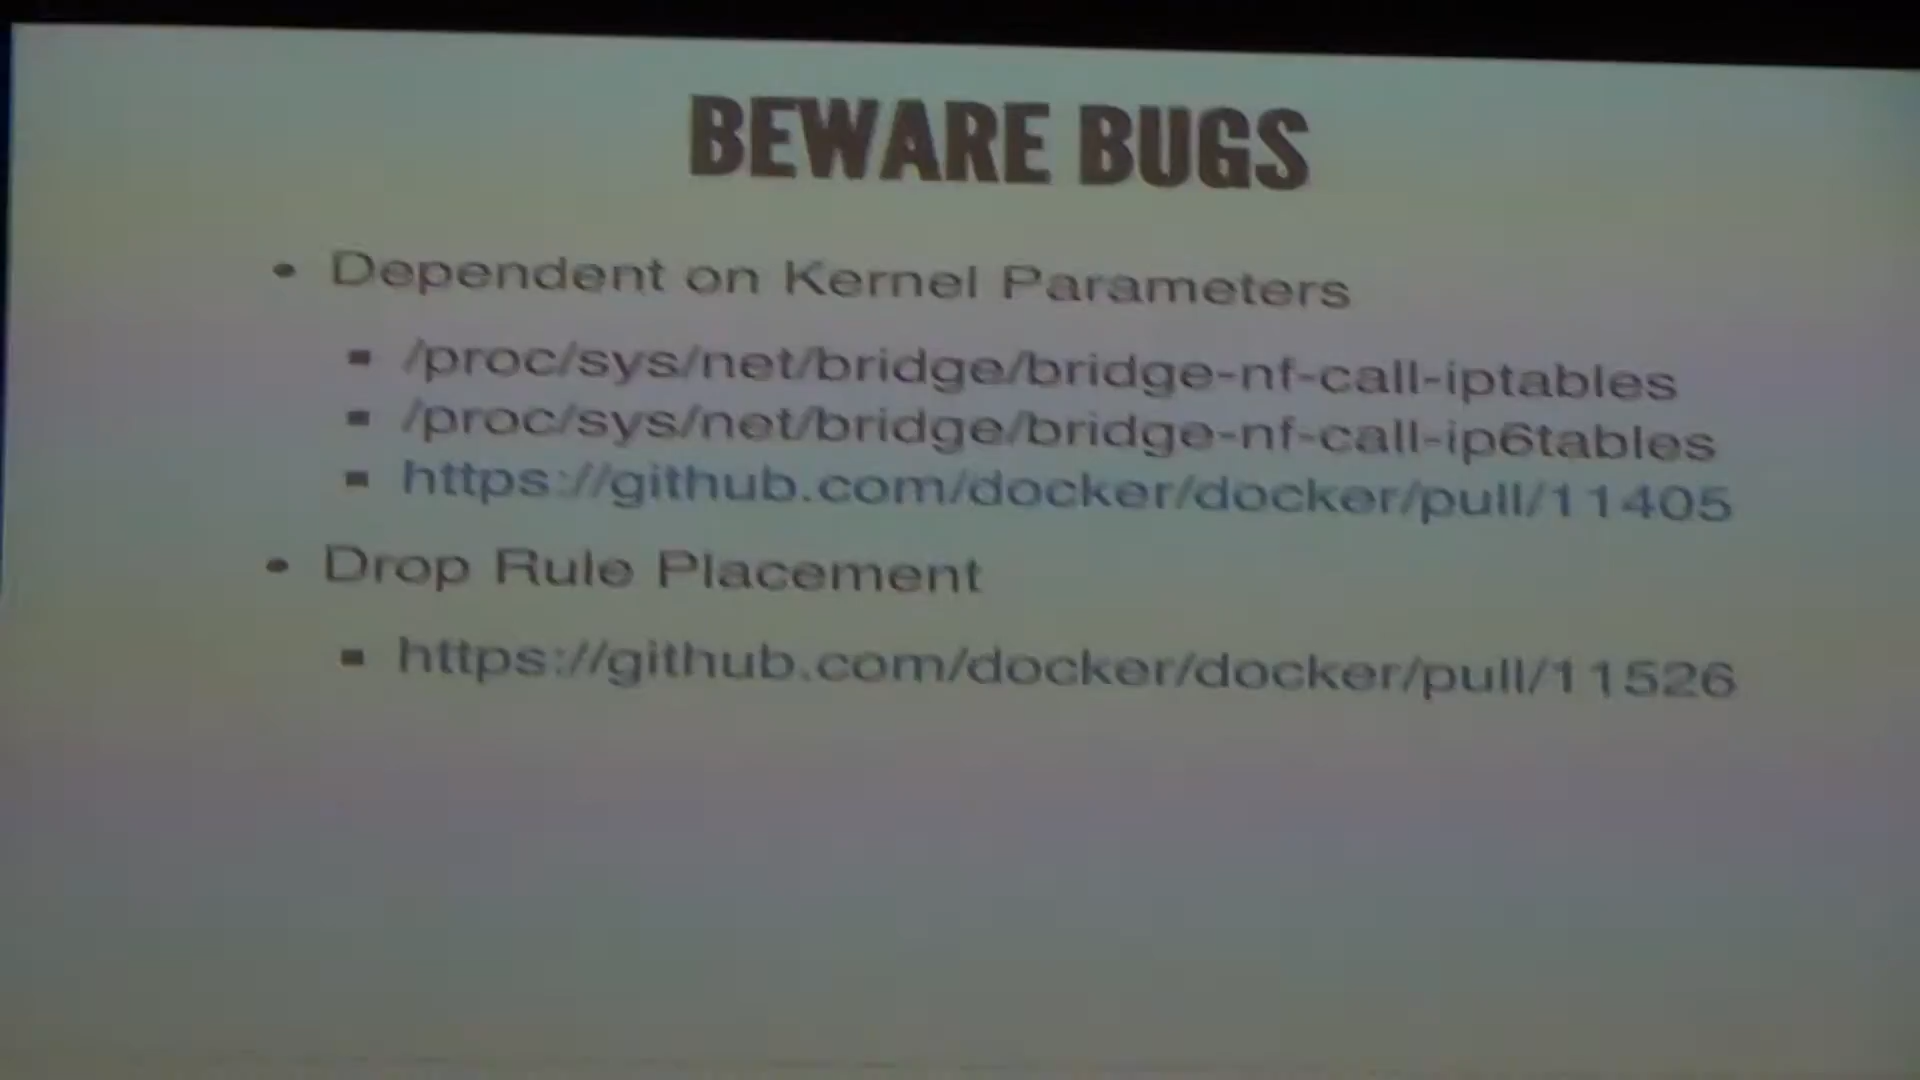 BEWARE BUGS
• Dependent on Kernel Parameters
▪ /proc/sys/net/bridge/bridge-nf-call-iptables
▪ /proc/sys/net/bridge/bridge-nf-call-ip6tables
▪ https://github.com/docker/docker/pull/11405
• Drop Rule Placement
▪ https://github.com/docker/docker/pull/11526